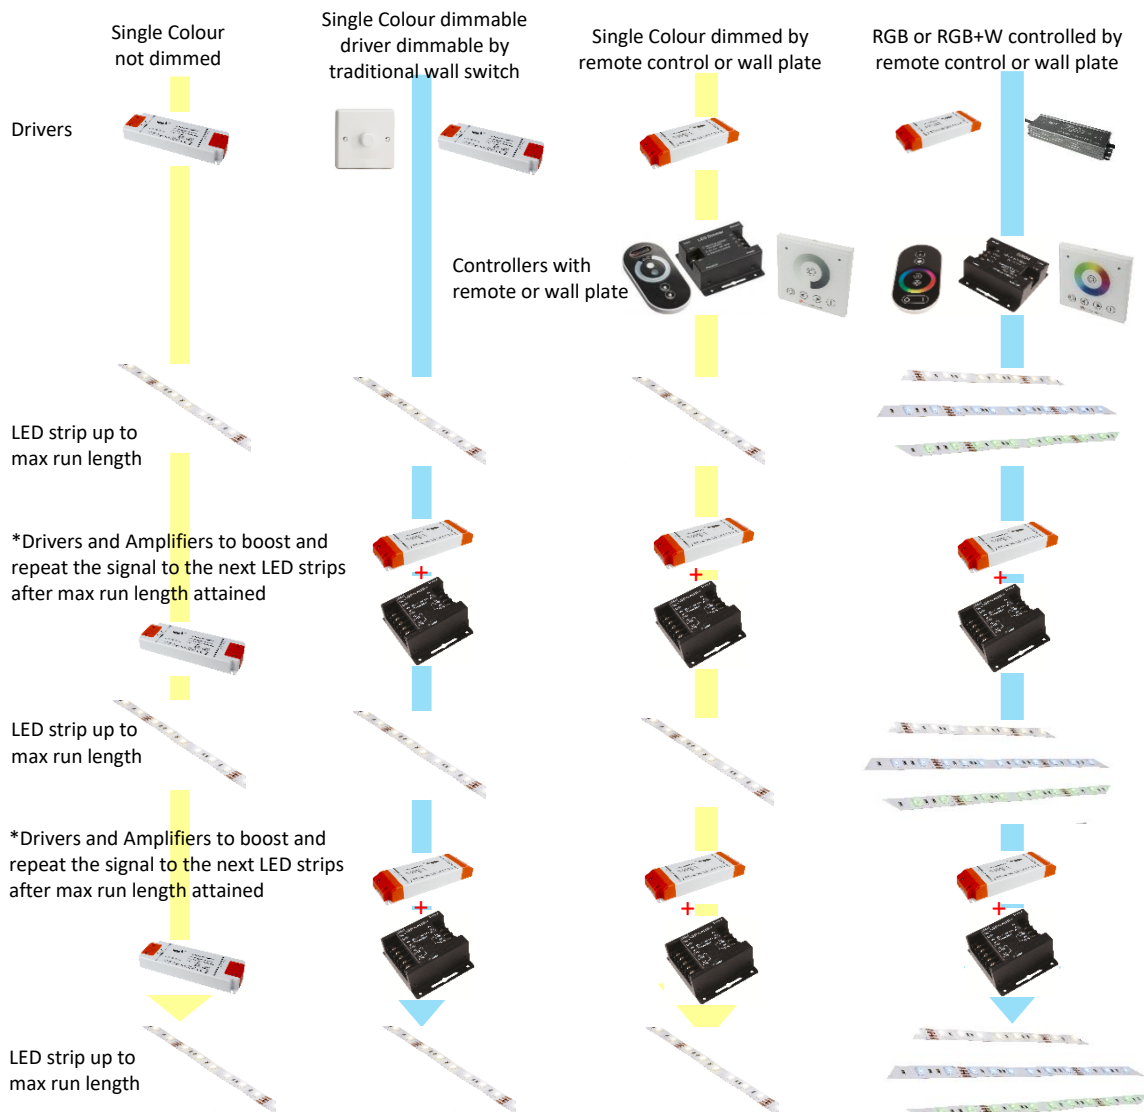 Single Colour
not dimmed
Single Colour dimmable
driver dimmable by
traditional wall switch
Single Colour dimmed by
remote control or wall plate
RGB or RGB+W controlled by
remote control or wall plate
Drivers
Controllers with
remote or wall plate
LED strip up to
max run length
*Drivers and Amplifiers to boost and
repeat the signal to the next LED strips
after max run length attained
+
+
+
LED strip up to
max run length
*Drivers and Amplifiers to boost and
repeat the signal to the next LED strips
after max run length attained
+
+
+
LED strip up to
max run length